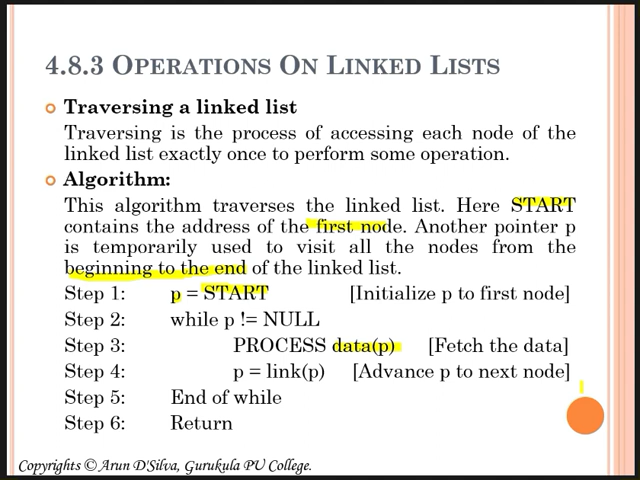 4.8.3 OPERATIONS ON LINKED LISTS
Traversing a linked list
Traversing is the process of accessing each node of the
linked list exactly once to perform some operation.
Algorithm:
This algorithm traverses the linked list. Here START
contains the address of the first node. Another pointer p
is temporarily used to visit all the nodes from the
beginning to the end of the linked list.
Step 1: p = START [Initialize p to first node]
Step 2: while p != NULL
Step 3: PROCESS data(p) [Fetch the data]
Step 4: p = link(p) [Advance p to next node]
Step 5: End of while
Step 6: Return
Copyrights © Arun D'Silva, Gurukula PU College.